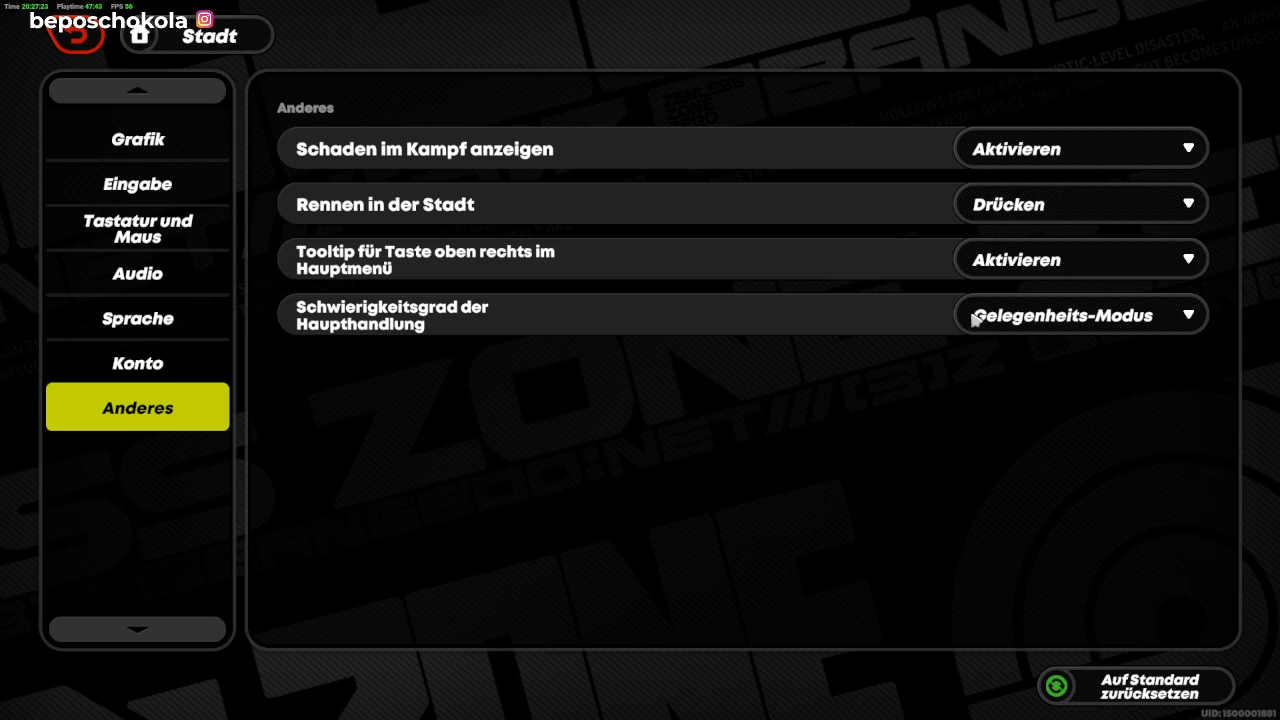 Time 20:27:23 Playtime 47:43 FPS 56
beposchokola
Stadt
Grafik
Eingabe
Tastatur und
Maus
Audio
Sprache
Konto
Anderes
Anderes
Schaden im Kampf anzeigen
Aktivieren
Rennen in der Stadt
Drücken
Tooltip für Taste oben rechts im
Hauptmenü
Aktivieren
Schwierigkeitsgrad der
Haupthandlung
Gelegenheits-Modus
Auf Standard
zurücksetzen
UID: 1500001881